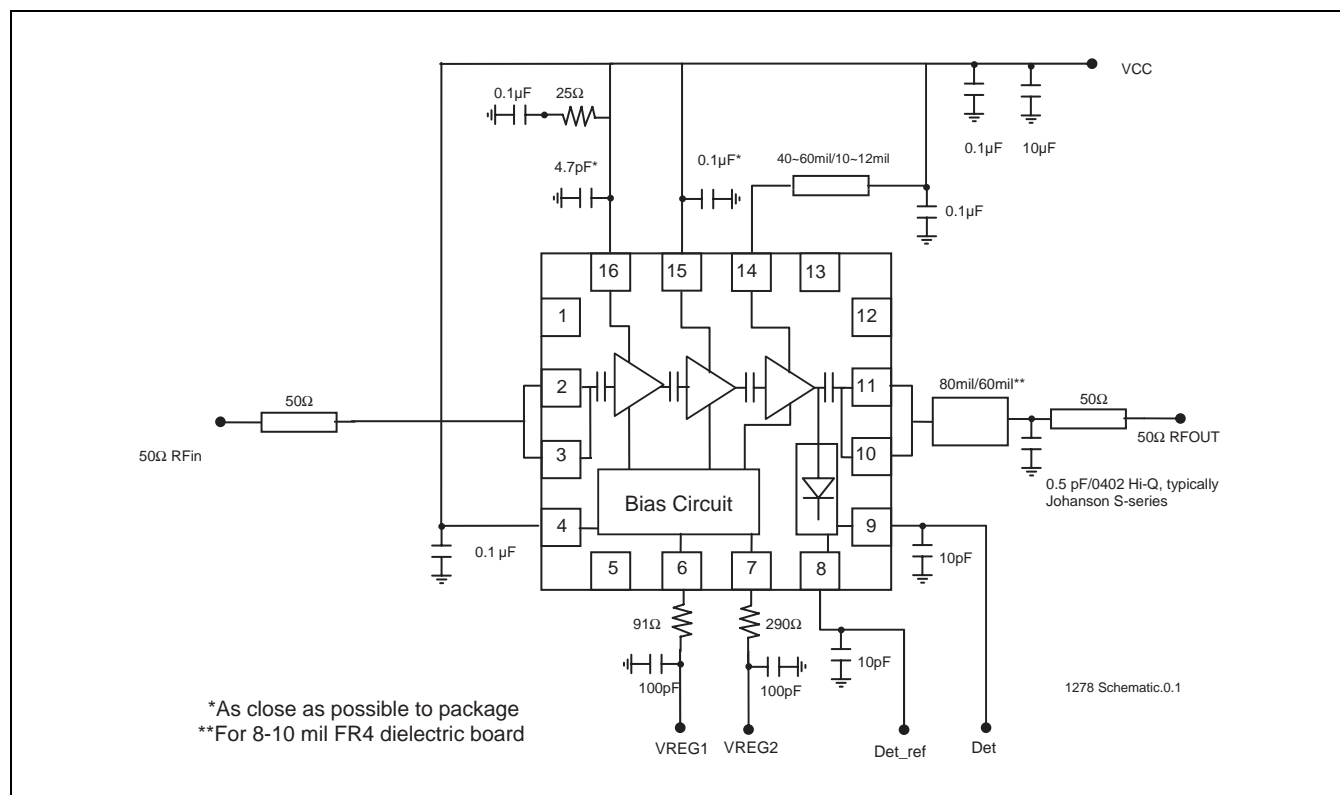 VCC
0.1µF
25Ω
0.1µF
10µF
4.7pF*
0.1µF*
40~60mil/10~12mil
0.1µF
16
15
14
13
1
12
2
11
80mil/60mil**
50Ω
50Ω
50Ω RFin
50Ω RFOUT
3
10
0.5 pF/0402 Hi-Q, typically
Johanson S-series
Bias Circuit
4
9
0.1 µF
10pF
5
6
7
8
91Ω
290Ω
10pF
100pF
100pF
1278 Schematic.0.1
*As close as possible to package
**For 8-10 mil FR4 dielectric board
VREG1
VREG2
Det_ref
Det